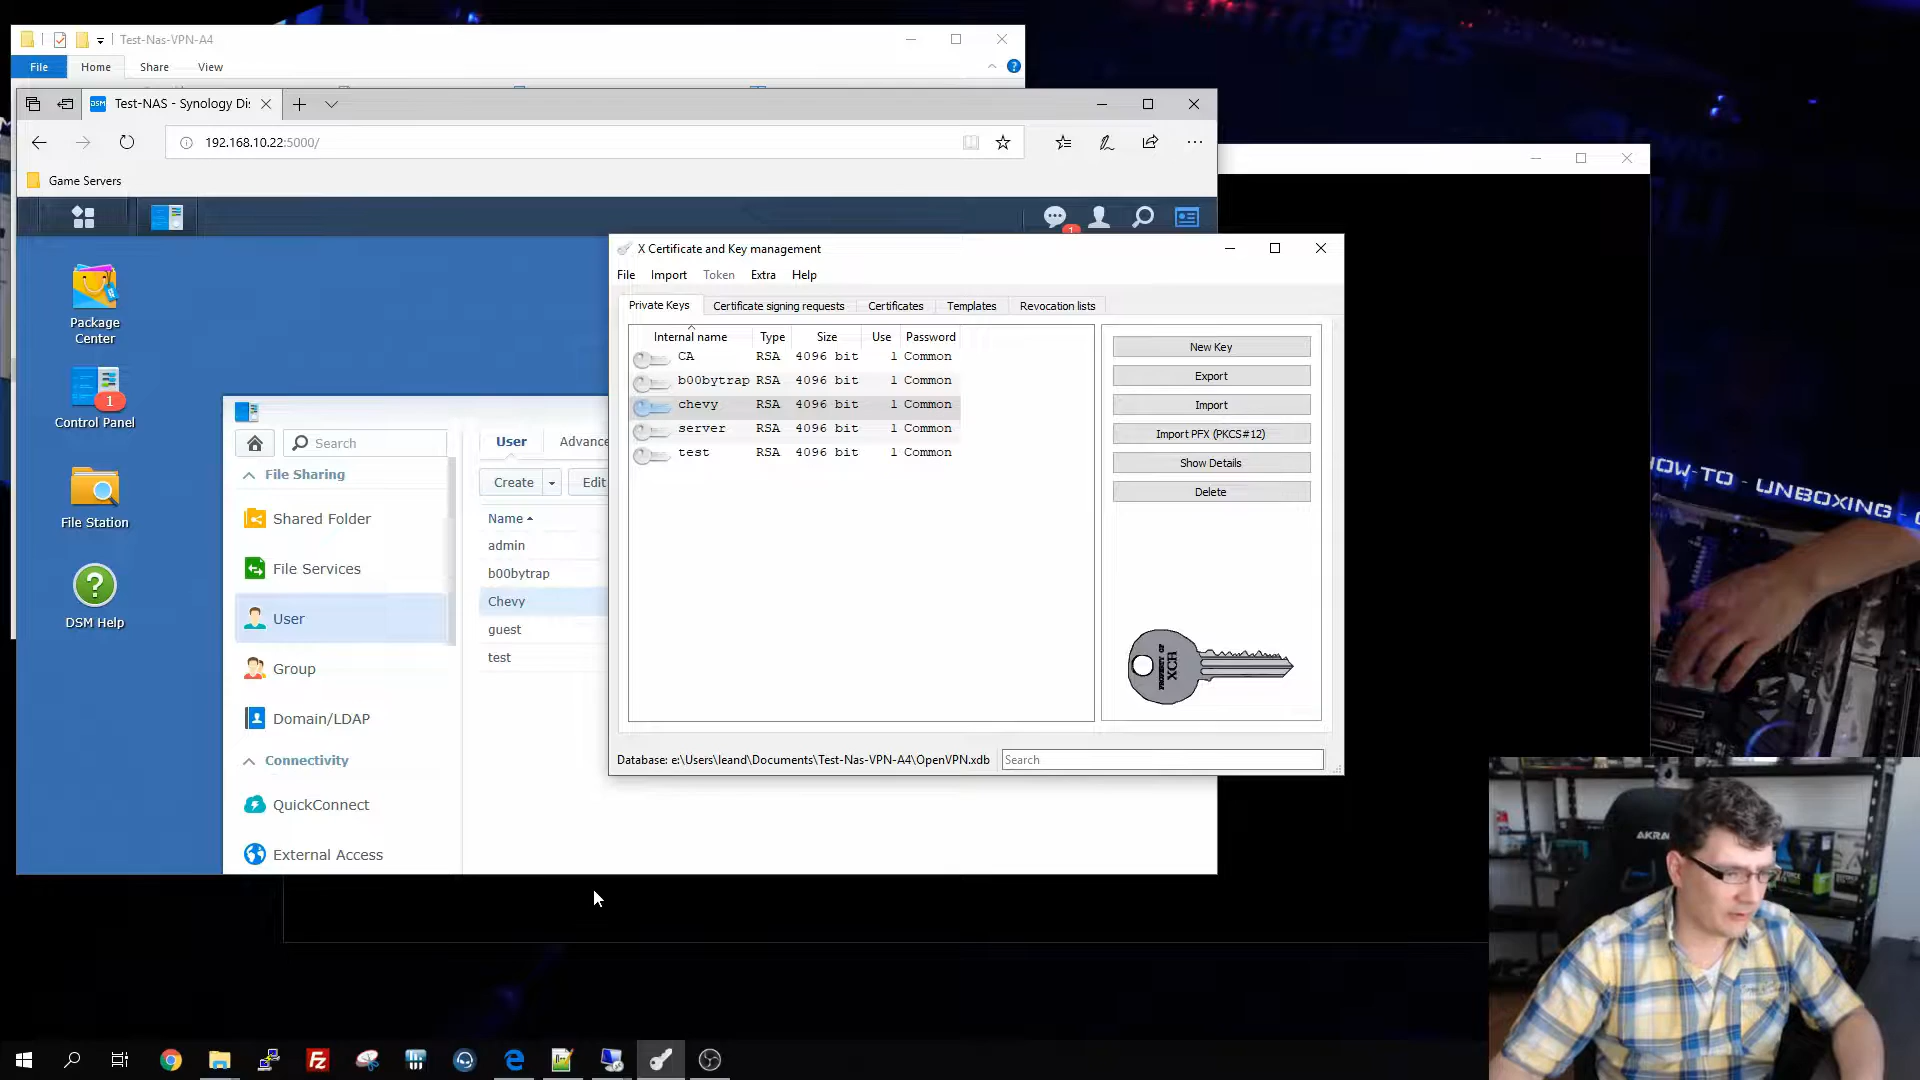 Test-Nas-VPN-A4
File
Home
Share
View
Test-NAS - Synology Di
192.168.10.22:5000/
Game Servers
1
Package
Center
1
Control Panel
File Station
DSM Help
Search
File Sharing
Shared Folder
File Services
User
Group
Domain/LDAP
Connectivity
QuickConnect
External Access
User
Advance
Create
Edit
Name
admin
b00bytrap
Chevy
guest
test
X Certificate and Key management
File
Import
Token
Extra
Help
Private Keys
Certificate signing requests
Certificates
Templates
Revocation lists
Internal name Type Size Use Password
CA RSA 4096 bit 1 Common
b00bytrap RSA 4096 bit 1 Common
chevy RSA 4096 bit 1 Common
server RSA 4096 bit 1 Common
test RSA 4096 bit 1 Common
New Key
Export
Import
Import PFX (PKCS#12)
Show Details
Delete
PROPERTY OF
XCA
Database: e:\Users\leand\Documents\Test-Nas-VPN-A4\OpenVPN.xdb
Search
HOW-TO - UNBOXING -
AKRA